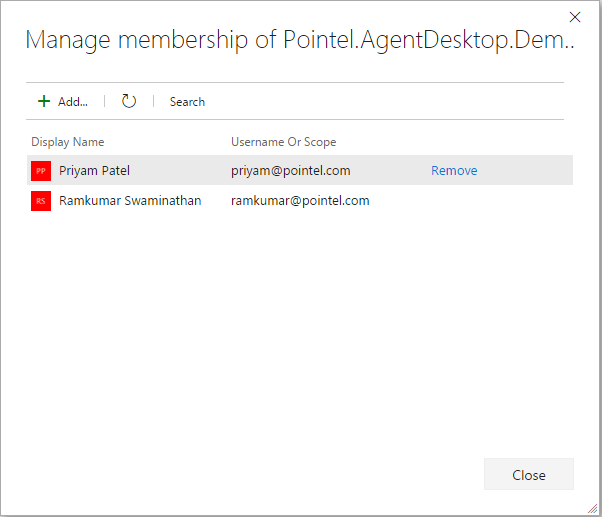 Manage membership of Pointel.AgentDesktop.Dem..
+ Add... | | Search
Display Name Username Or Scope
PP Priyam Patel priyam@pointel.com Remove
RS Ramkumar Swaminathan ramkumar@pointel.com
Close